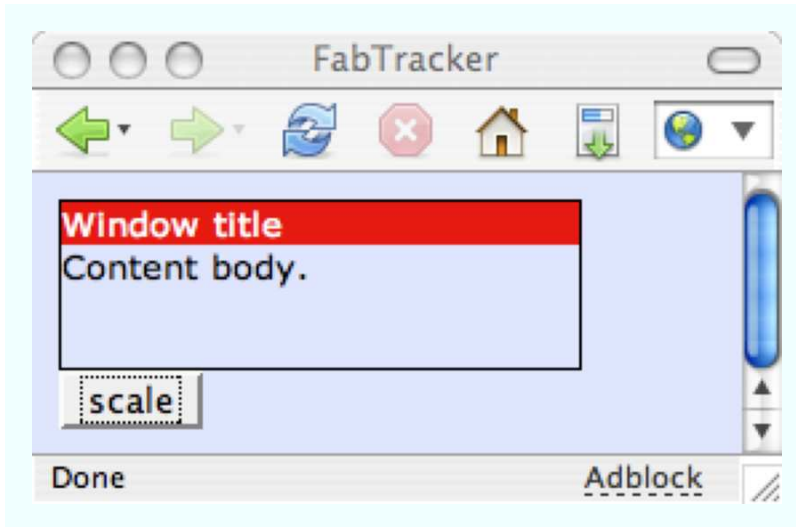 FabTracker
Window title
Content body.
scale
Done Adblock